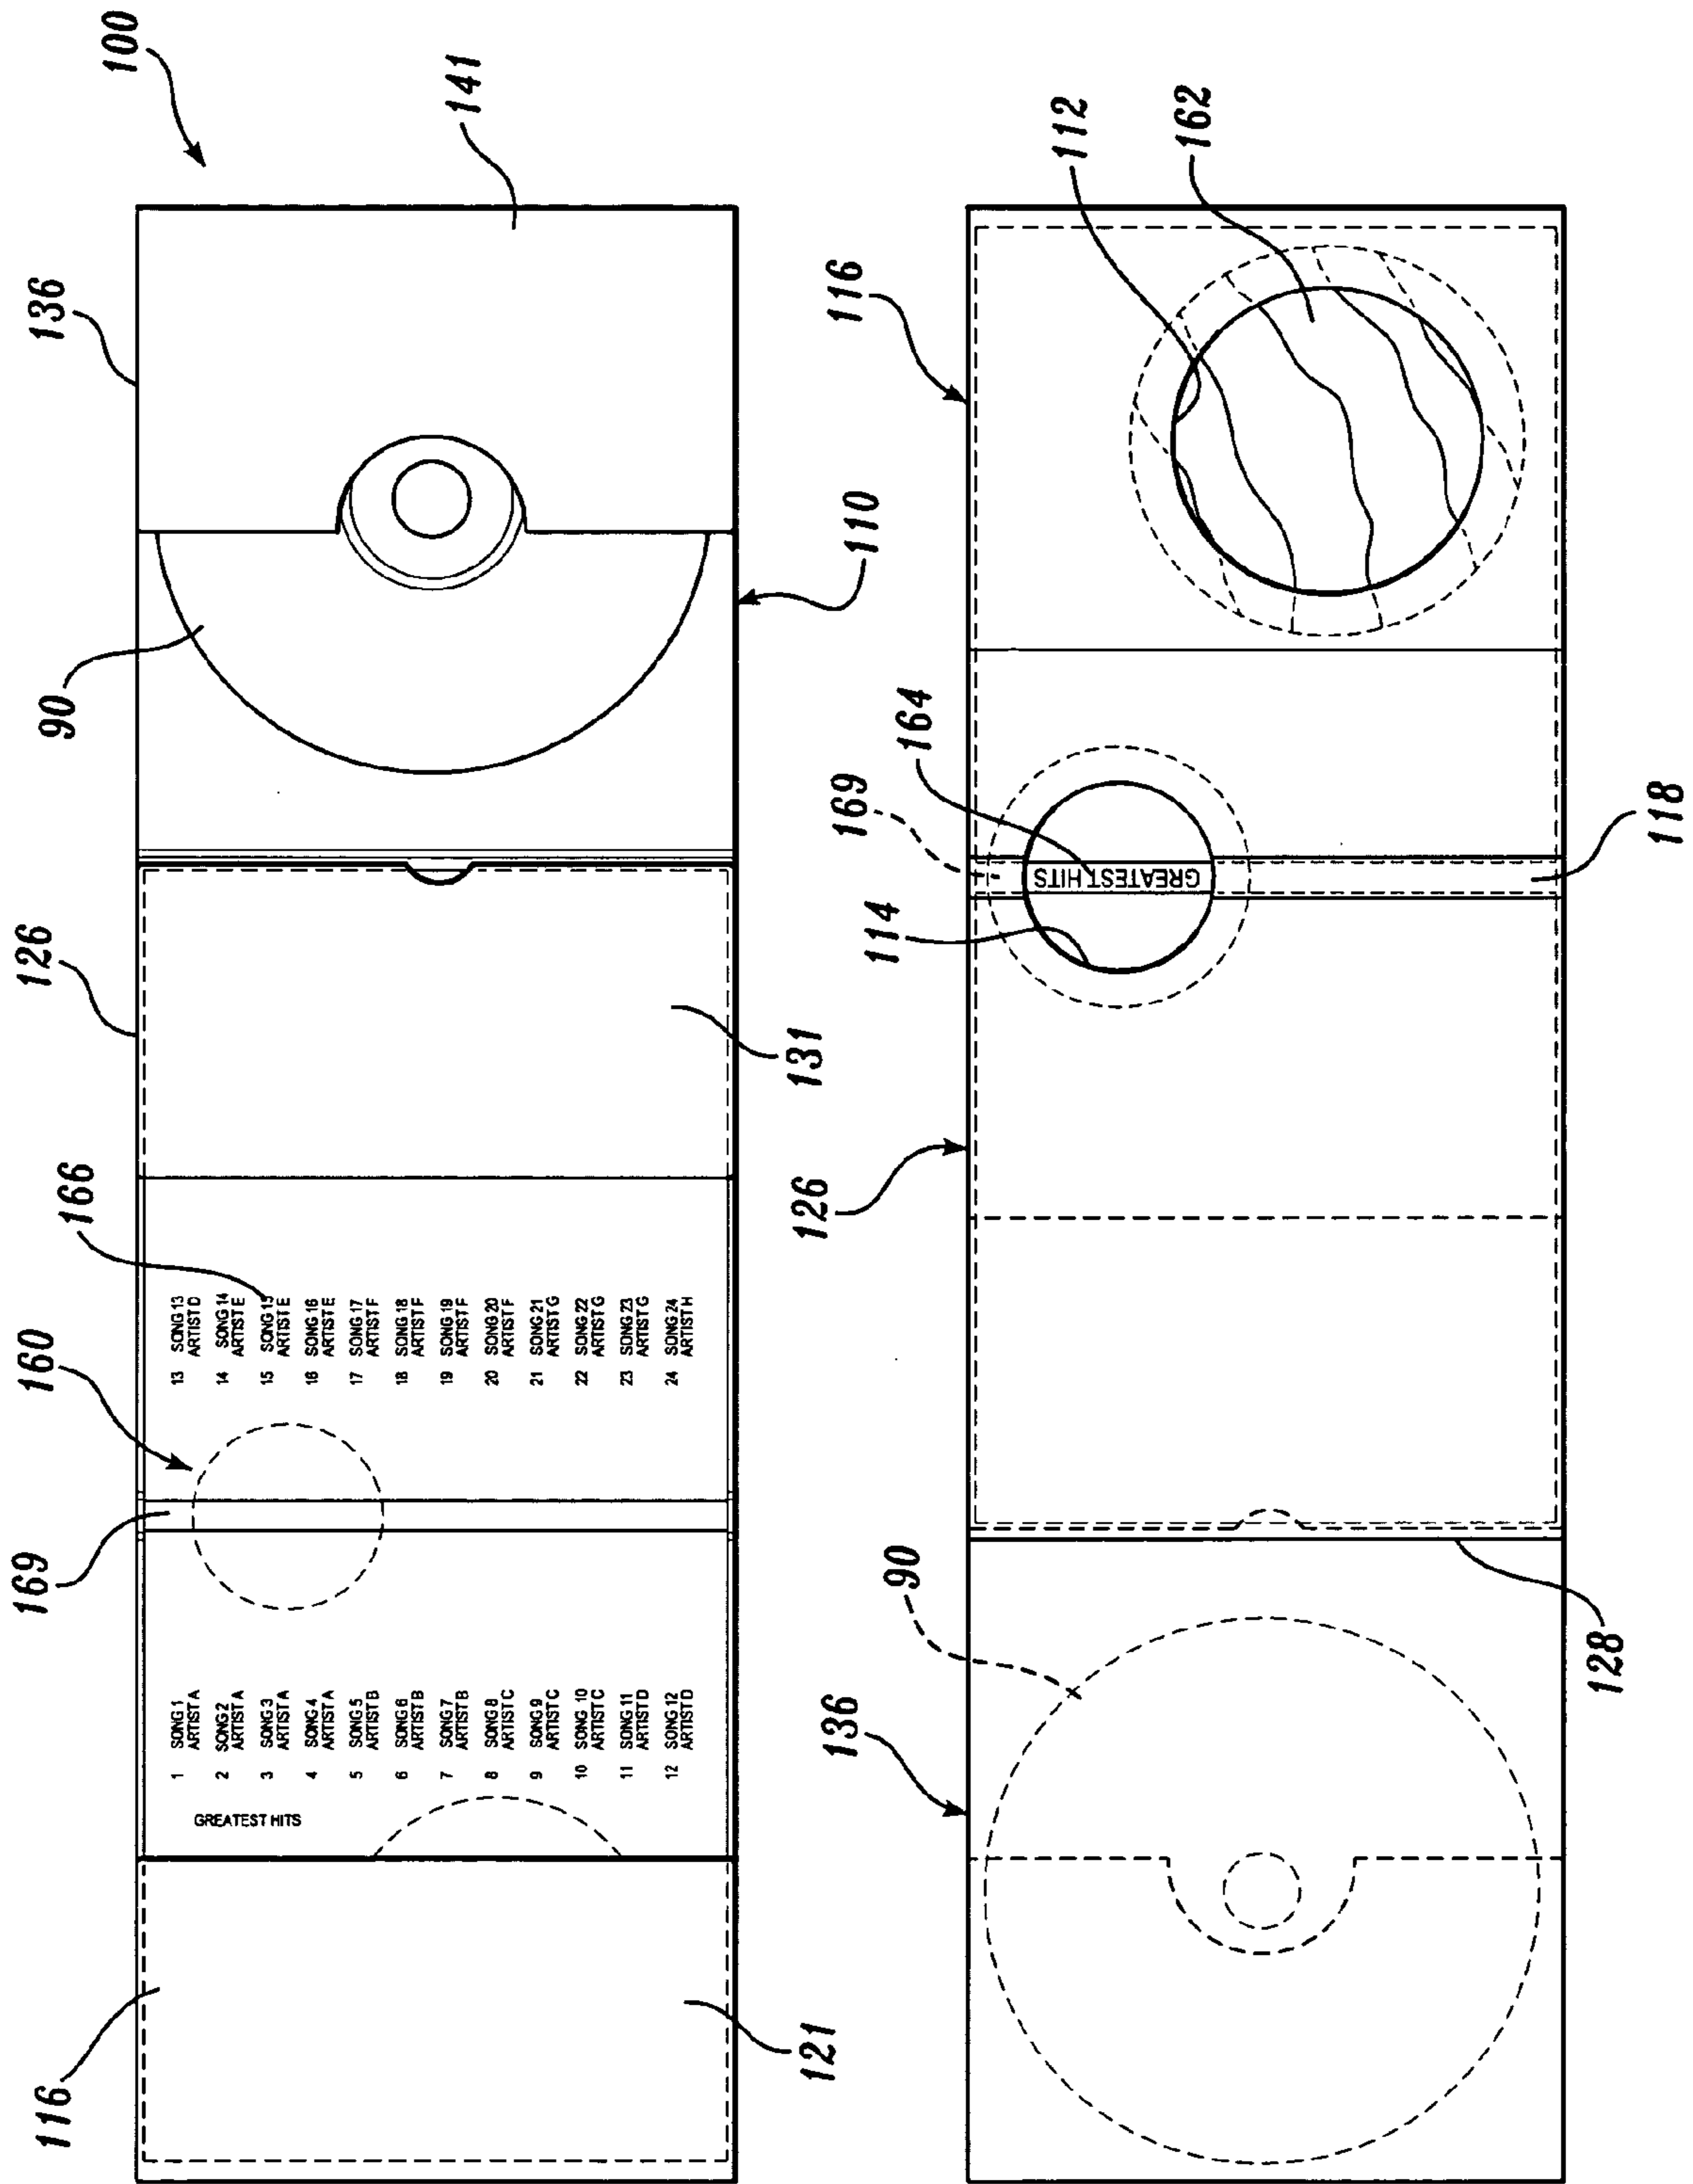 100
136
141
90
110
126
131
166
160
169
116
121
GREATEST HITS
1 SONG 1
ARTIST A
2 SONG 2
ARTIST A
3 SONG 3
ARTIST A
4 SONG 4
ARTIST A
5 SONG 5
ARTIST B
6 SONG 6
ARTIST B
7 SONG 7
ARTIST B
8 SONG 8
ARTIST C
9 SONG 9
ARTIST C
10 SONG 10
ARTIST C
11 SONG 11
ARTIST D
12 SONG 12
ARTIST D
13 SONG 13
ARTIST D
14 SONG 14
ARTIST E
15 SONG 15
ARTIST E
16 SONG 16
ARTIST E
17 SONG 17
ARTIST F
18 SONG 18
ARTIST F
19 SONG 19
ARTIST F
20 SONG 20
ARTIST F
21 SONG 21
ARTIST G
22 SONG 22
ARTIST G
23 SONG 23
ARTIST G
24 SONG 24
ARTIST H
116
112
162
164
169
114
GREATEST HITS
118
126
128
90
136